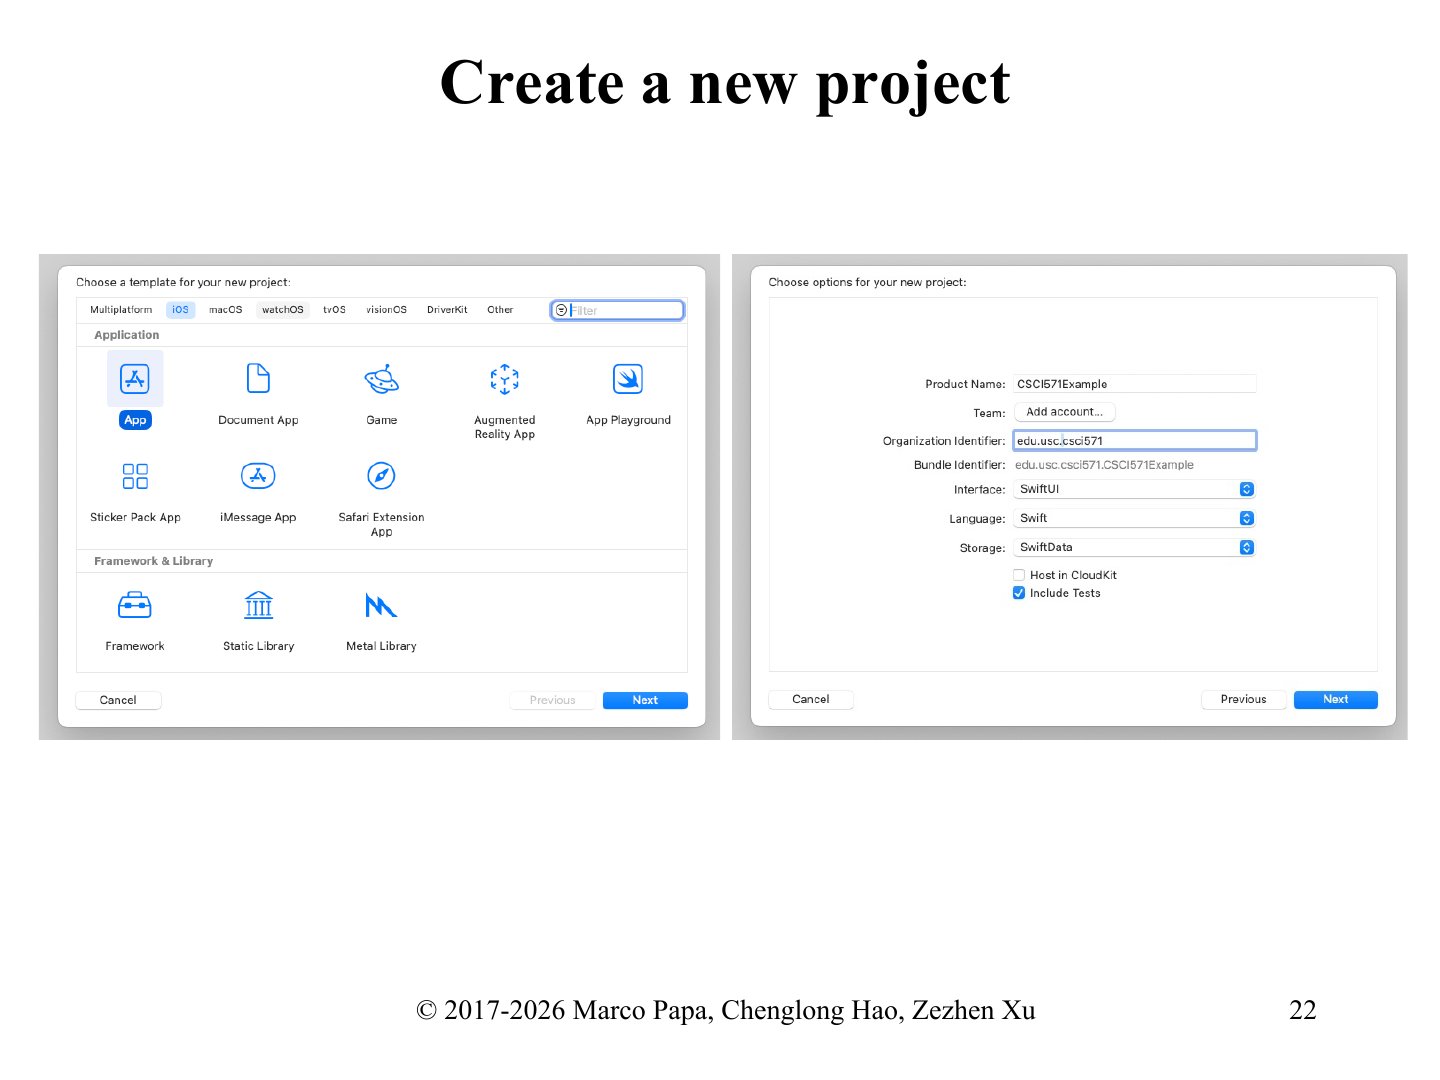 Create a new project
Choose a template for your new project:
Multiplatform iOS macOS watchOS tvOS visionOS DriverKit Other Filter
Application
App Document App Game Augmented Reality App App Playground
Sticker Pack App iMessage App Safari Extension App
Framework & Library
Framework Static Library Metal Library
Cancel Previous Next
Choose options for your new project:
Product Name: CSCI571Example
Team: Add account...
Organization Identifier: edu.usc.csci571
Bundle Identifier: edu.usc.csci571.CSCI571Example
Interface: SwiftUI
Language: Swift
Storage: SwiftData
Host in CloudKit
Include Tests
Cancel Previous Next
© 2017-2026 Marco Papa, Chenglong Hao, Zezhen Xu 22